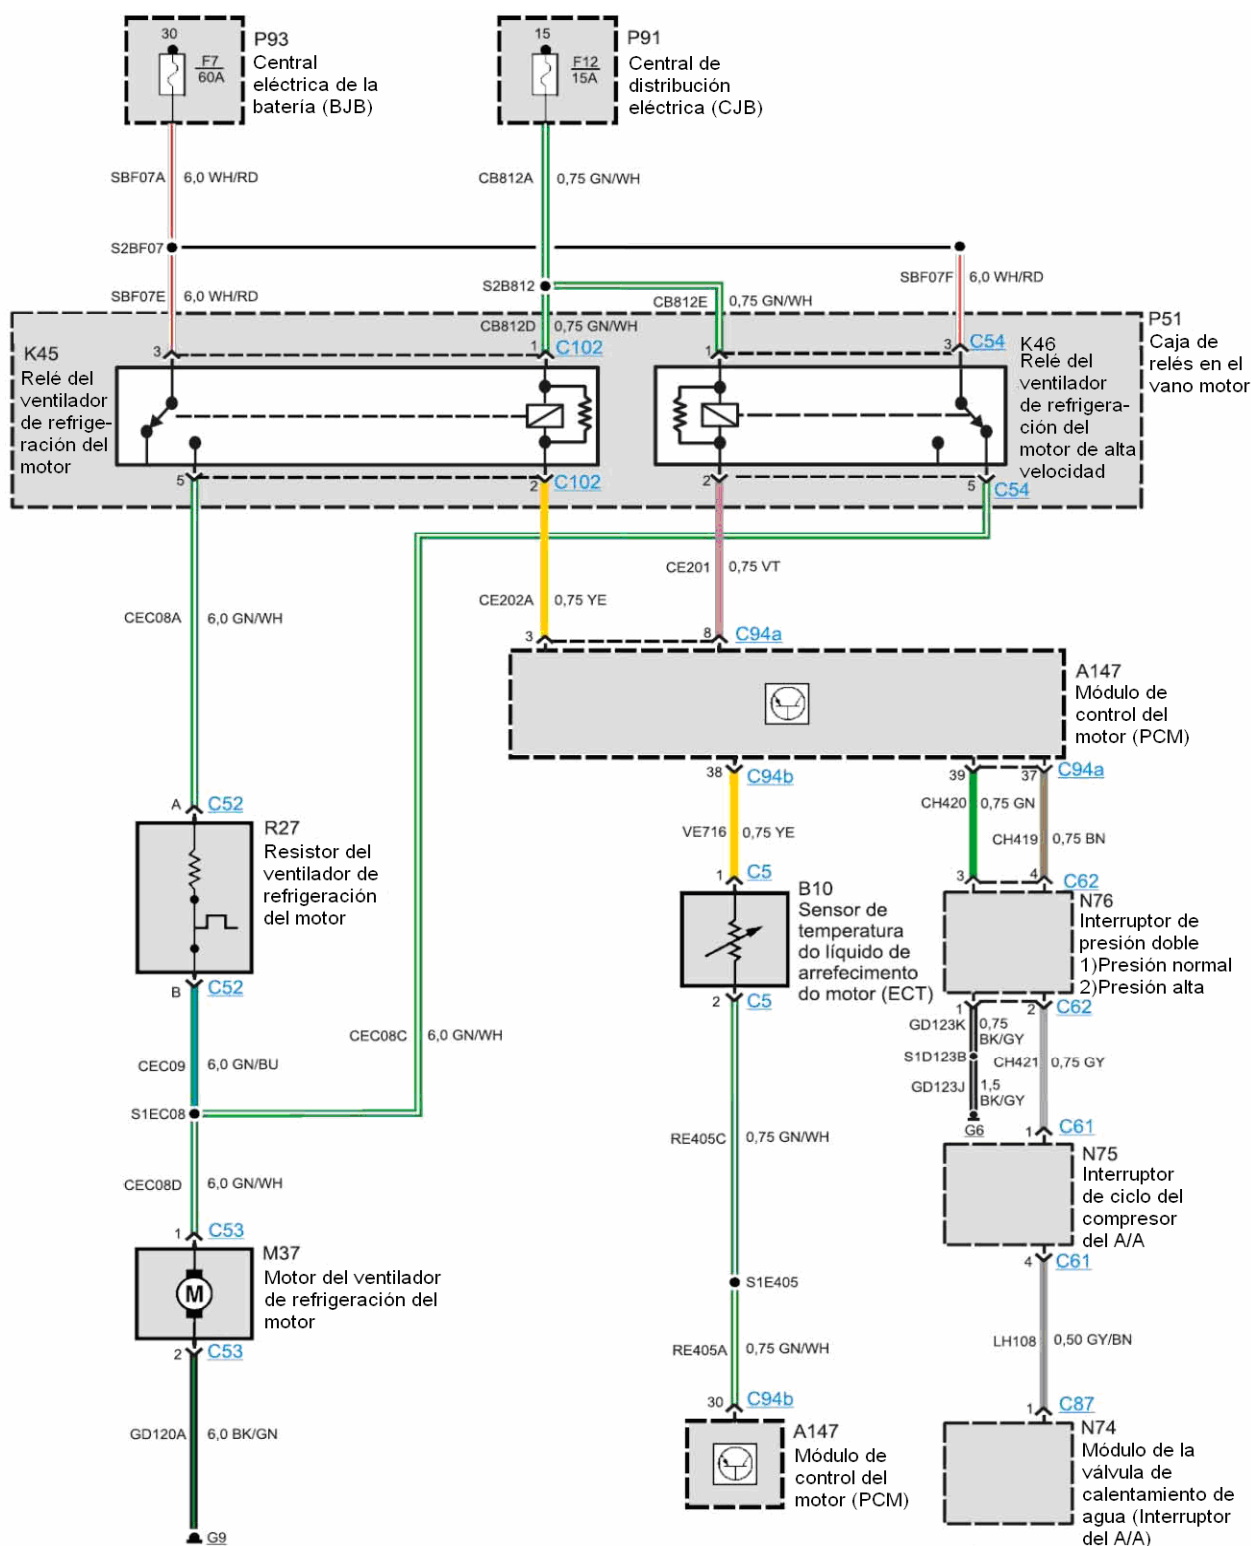 30
F7
60A
P93
Central
eléctrica de la
batería (BJB)
15
F12
15A
P91
Central de
distribución
eléctrica (CJB)
SBF07A 6,0 WH/RD
CB812A 0,75 GN/WH
S2BF07
S2B812
SBF07E 6,0 WH/RD
CB812E 0,75 GN/WH
SBF07F 6,0 WH/RD
CB812D 0,75 GN/WH
P51
Caja de
relés en el
vano motor
K45
Relé del
ventilador
de refrige-
ración del
motor
3
1 C102
1
3 C54
K46
Relé del
ventilador
de refrigera-
ción del
motor de alta
velocidad
5
2 C102
2
5 C54
CEC08A 6,0 GN/WH
CE202A 0,75 YE
CE201 0,75 VT
3
8 C94a
A147
Módulo de
control del
motor (PCM)
38 C94b
39
37 C94a
VE716 0,75 YE
CH420 0,75 GN
CH419 0,75 BN
A C52
R27
Resistor del
ventilador de
refrigeración
del motor
B C52
1 C5
B10
Sensor de
temperatura
do líquido de
arrefecimento
do motor (ECT)
2 C5
3
4 C62
N76
Interruptor de
presión doble
1)Presión normal
2)Presión alta
1
2 C62
GD123K 0,75
BK/GY
S1D123B
GD123J 1,5
BK/GY
G6
CH421 0,75 GY
CEC08C 6,0 GN/WH
CEC09 6,0 GN/BU
S1EC08
CEC08D 6,0 GN/WH
RE405C 0,75 GN/WH
1 C61
N75
Interruptor
de ciclo del
compresor
del A/A
4 C61
1 C53
M37
Motor del ventilador
de refrigeración del
motor
M
2 C53
S1E405
RE405A 0,75 GN/WH
LH108 0,50 GY/BN
GD120A 6,0 BK/GN
G9
30 C94b
A147
Módulo de
control del
motor (PCM)
1 C87
N74
Módulo de la
válvula de
calentamiento de
agua (Interruptor
del A/A)